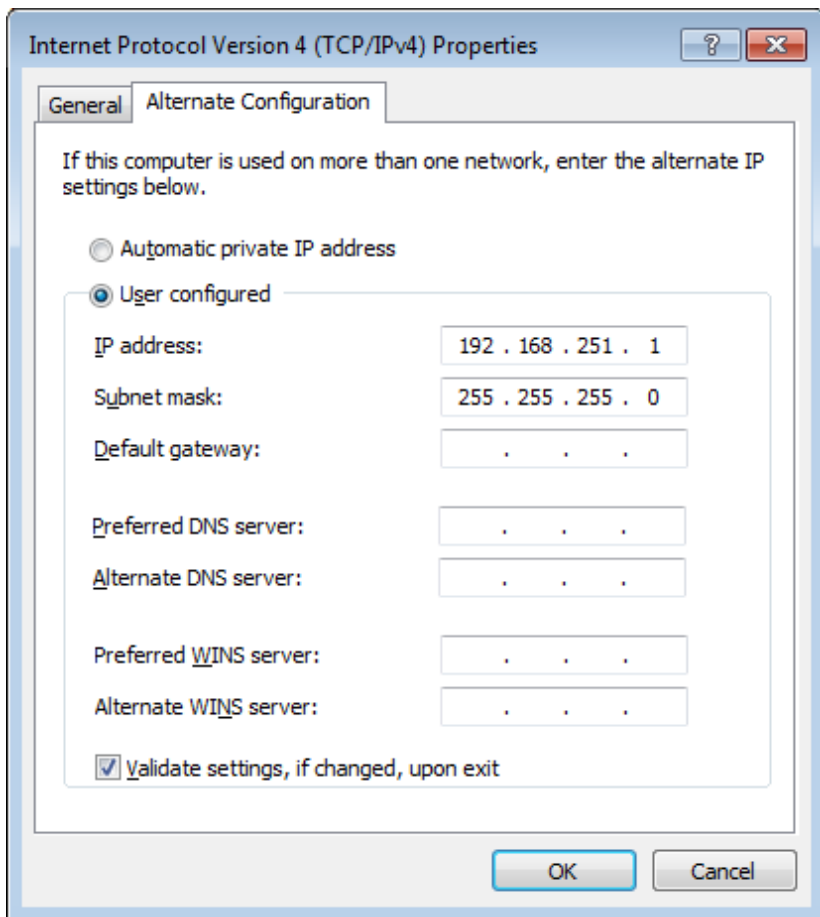 Internet Protocol Version 4 (TCP/IPv4) Properties
General
Alternate Configuration
If this computer is used on more than one network, enter the alternate IP
settings below.
Automatic private IP address
User configured
IP address: 192 . 168 . 251 . 1
Subnet mask: 255 . 255 . 255 . 0
Default gateway: . . .
Preferred DNS server: . . .
Alternate DNS server: . . .
Preferred WINS server: . . .
Alternate WINS server: . . .
Validate settings, if changed, upon exit
OK Cancel